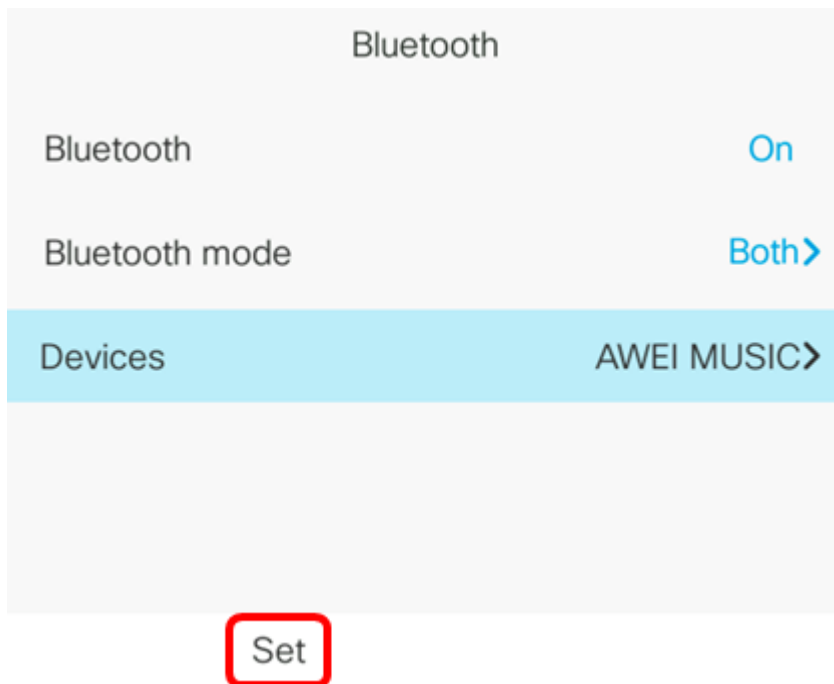 Bluetooth
Bluetooth On
Bluetooth mode Both>
Devices AWEI MUSIC>
Set